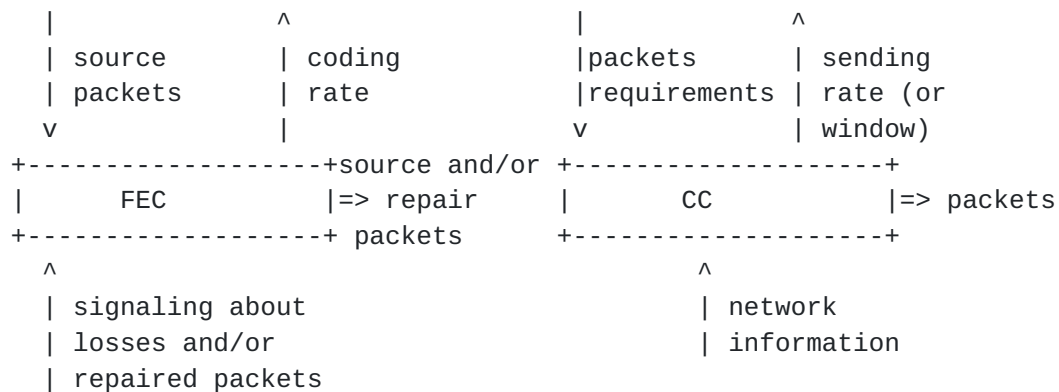 |             ^                    |             ^
  | source      | coding             |packets      | sending
  | packets     | rate               |requirements | rate (or
  v             |                    v             | window)
+------------------+source and/or +-------------------+
|      FEC         |=> repair     |       CC          |=> packets
+------------------+ packets      +-------------------+
  ^                                        ^
  | signaling about                        | network
  | losses and/or                          | information
  | repaired packets